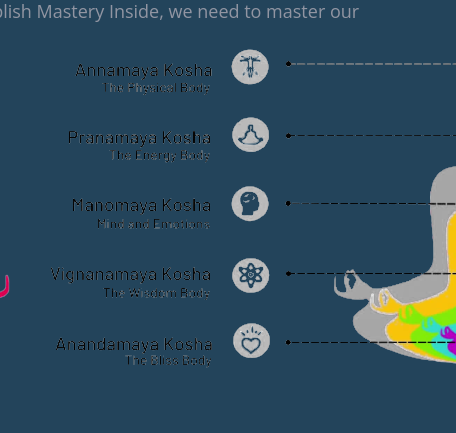 blish Mastery Inside, we need to master our
Annamaya Kosha
The Physical Body
Pranamaya Kosha
The Energy Body
Manomaya Kosha
Mind and Emotions
Vignanamaya Kosha
The Wisdom Body
Anandamaya Kosha
The Bliss Body